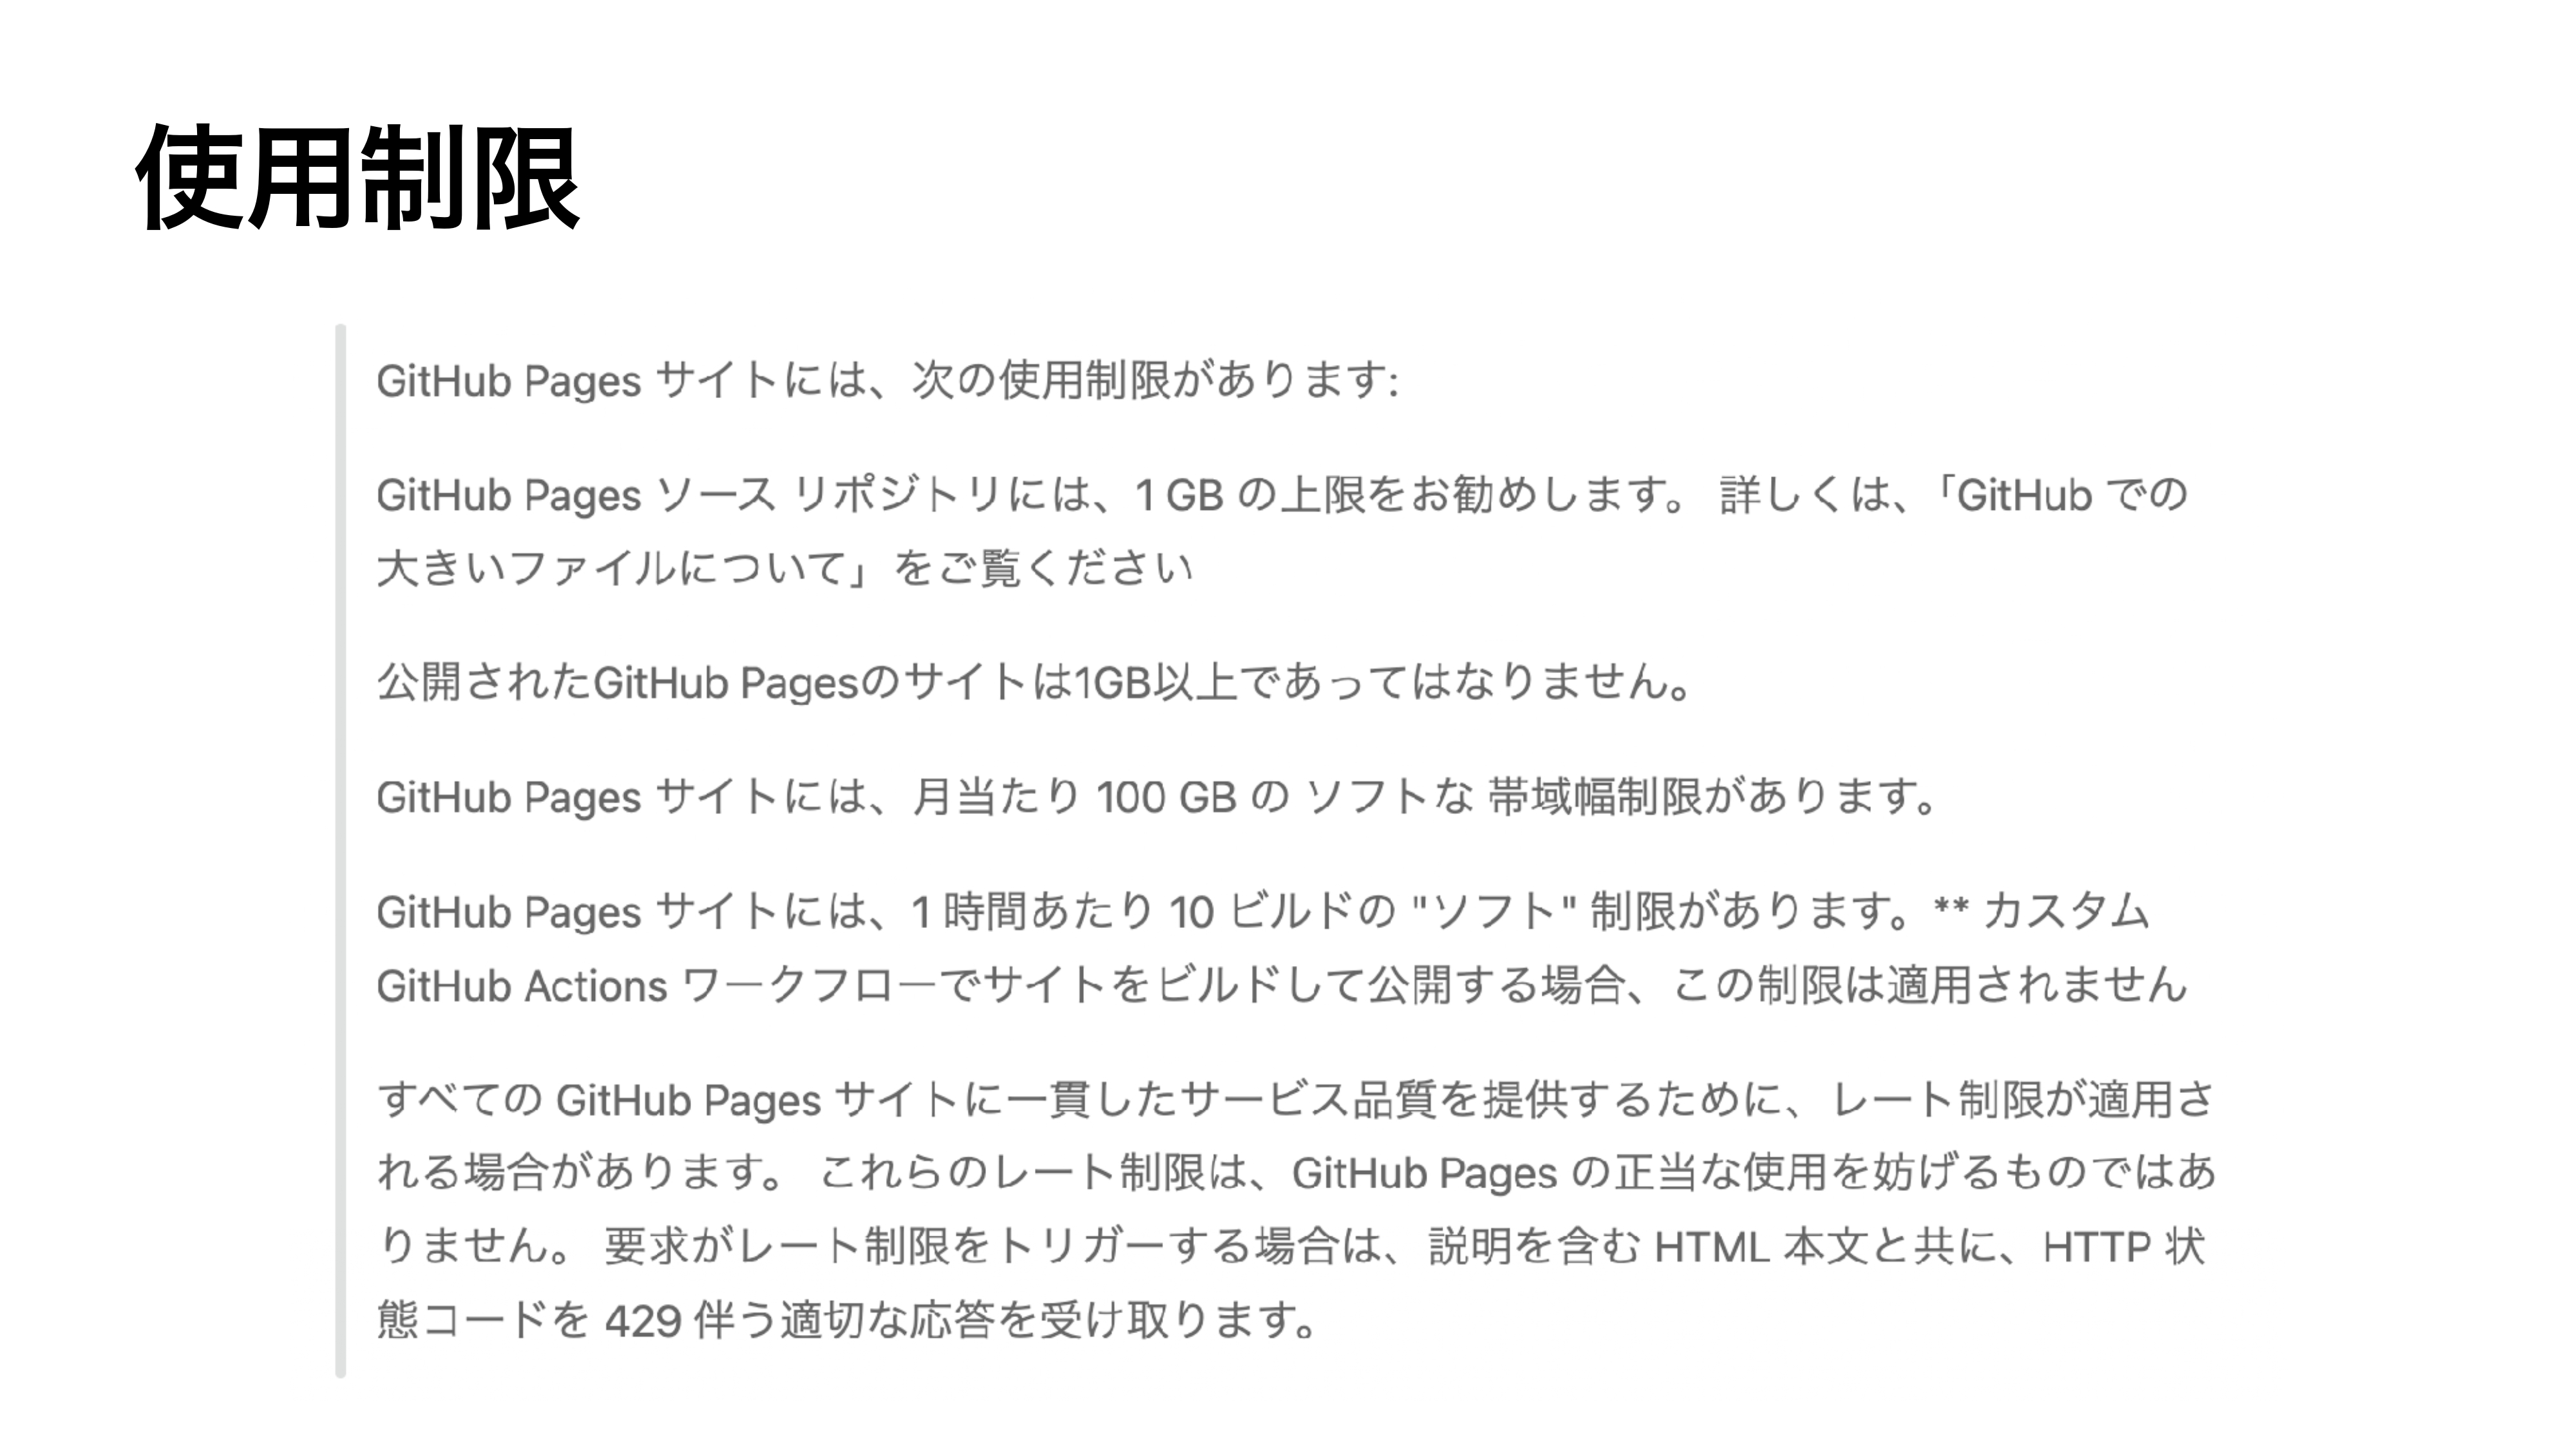 使用制限
GitHub Pages サイトには、次の使用制限があります:
GitHub Pages ソース リポジトリには、1 GB の上限をお勧めします。 詳しくは、「GitHub での
大きいファイルについて」をご覧ください
公開されたGitHub Pagesのサイトは1GB以上であってはなりません。
GitHub Pages サイトには、月当たり 100 GB の ソフトな 帯域幅制限があります。
GitHub Pages サイトには、1 時間あたり 10 ビルドの "ソフト" 制限があります。** カスタム
GitHub Actions ワークフローでサイトをビルドして公開する場合、この制限は適用されません
すべての GitHub Pages サイトに一貫したサービス品質を提供するために、レート制限が適用さ
れる場合があります。 これらのレート制限は、GitHub Pages の正当な使用を妨げるものではあ
りません。 要求がレート制限をトリガーする場合は、説明を含む HTML 本文と共に、HTTP 状
態コードを 429 伴う適切な応答を受け取ります。